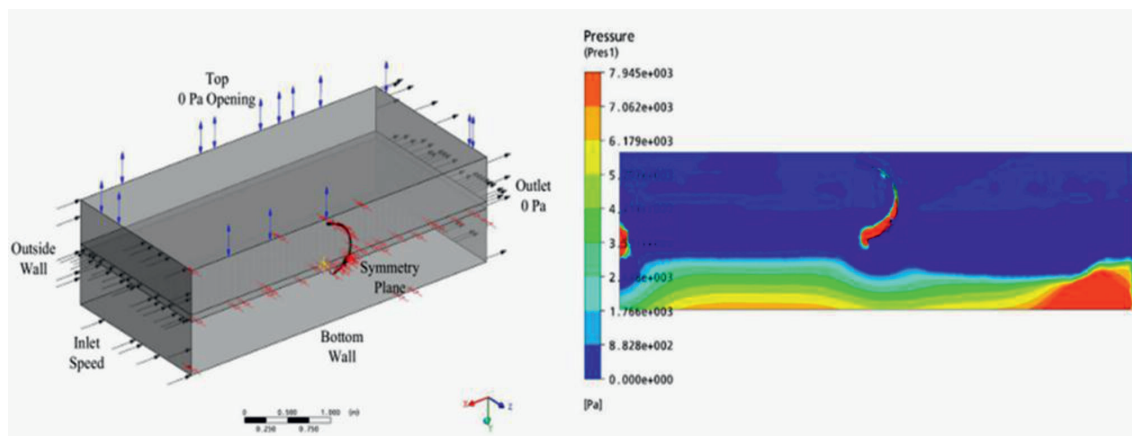 Top
0 Pa Opening
Outlet
0 Pa
Outside
Wall
Symmetry
Plane
Inlet
Speed
Bottom
Wall
0 0.500 1.000 (m)
0.250 0.750
X
Y
Z
Pressure
(Pres1)
7.945e+003
7.062e+003
6.179e+003
1.766e+003
8.828e+002
0.000e+000
[Pa]